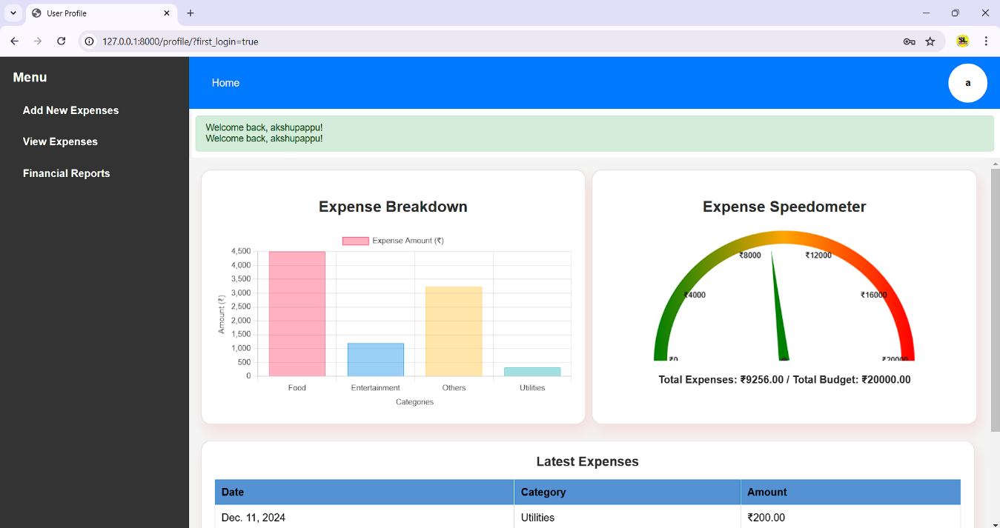 User Profile
127.0.0.1:8000/profile/?first_login=true
SL
Menu
Add New Expenses
View Expenses
Financial Reports
Home
a
Welcome back, akshupappu!
Welcome back, akshupappu!
Expense Breakdown
Expense Amount (₹)
4,500
4,000
3,500
3,000
2,500
2,000
1,500
1,000
500
0
Amount (₹)
Food Entertainment Others Utilities
Categories
Expense Speedometer
₹8000 ₹12000
₹4000 ₹16000
₹0 ₹20000
Total Expenses: ₹9256.00 / Total Budget: ₹20000.00
Latest Expenses
Date Category Amount
Dec. 11, 2024 Utilities ₹200.00